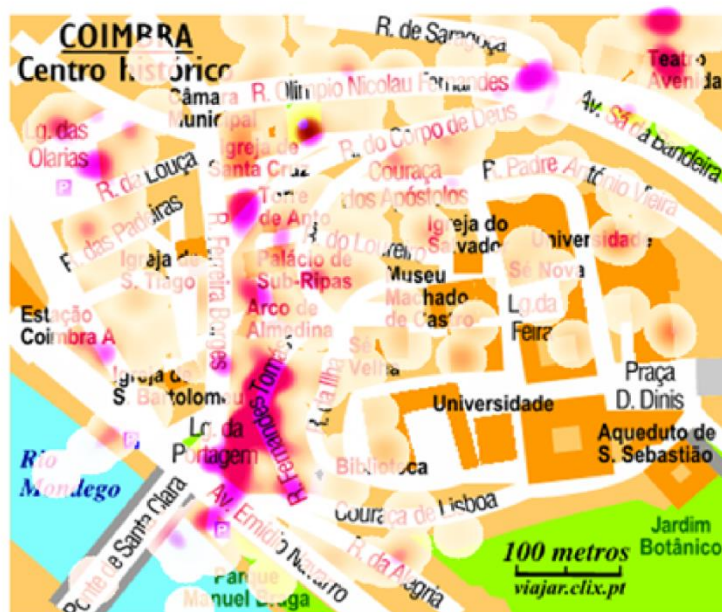 COIMBRA
Centro histórico
R. de Saragoça
Teatro
Avenida
Câmara
Municipal
R. Olímpio Nicolau Fernandes
Av. Sá da Bandeira
Lg. das
Olarias
P
R. da Louça
Igreja de
Santa Cruz
R. do Corpo de Deus
Couraça
dos Apóstolos
R. Padre António Vieira
R. das Padeiras
Torre
de Anto
Igreja do
Salvador
Universidade
R. do Loureiro
Igreja do
S. Tiago
R. Ferreira Borges
Palácio de
Sub-Ripas
Museu
Machado
de Castro
Sé Nova
Estação
Coimbra A
Arco de
Almedina
Lg. da
Feira
Sé
Velha
R. da Ilha
Igreja de
S. Bartolomeu
R. Fernandes Tomás
Praça
D. Dinis
Universidade
Lg. da
Portagem
P
Aqueduto de
S. Sebastião
Rio
Mondego
Biblioteca
Ponte de Santa Clara
Av. Emídio Navarro
P
Couraça de Lisboa
R. da Alegria
Jardim
Botânico
100 metros
viajar.clix.pt
Parque
Manuel Braga